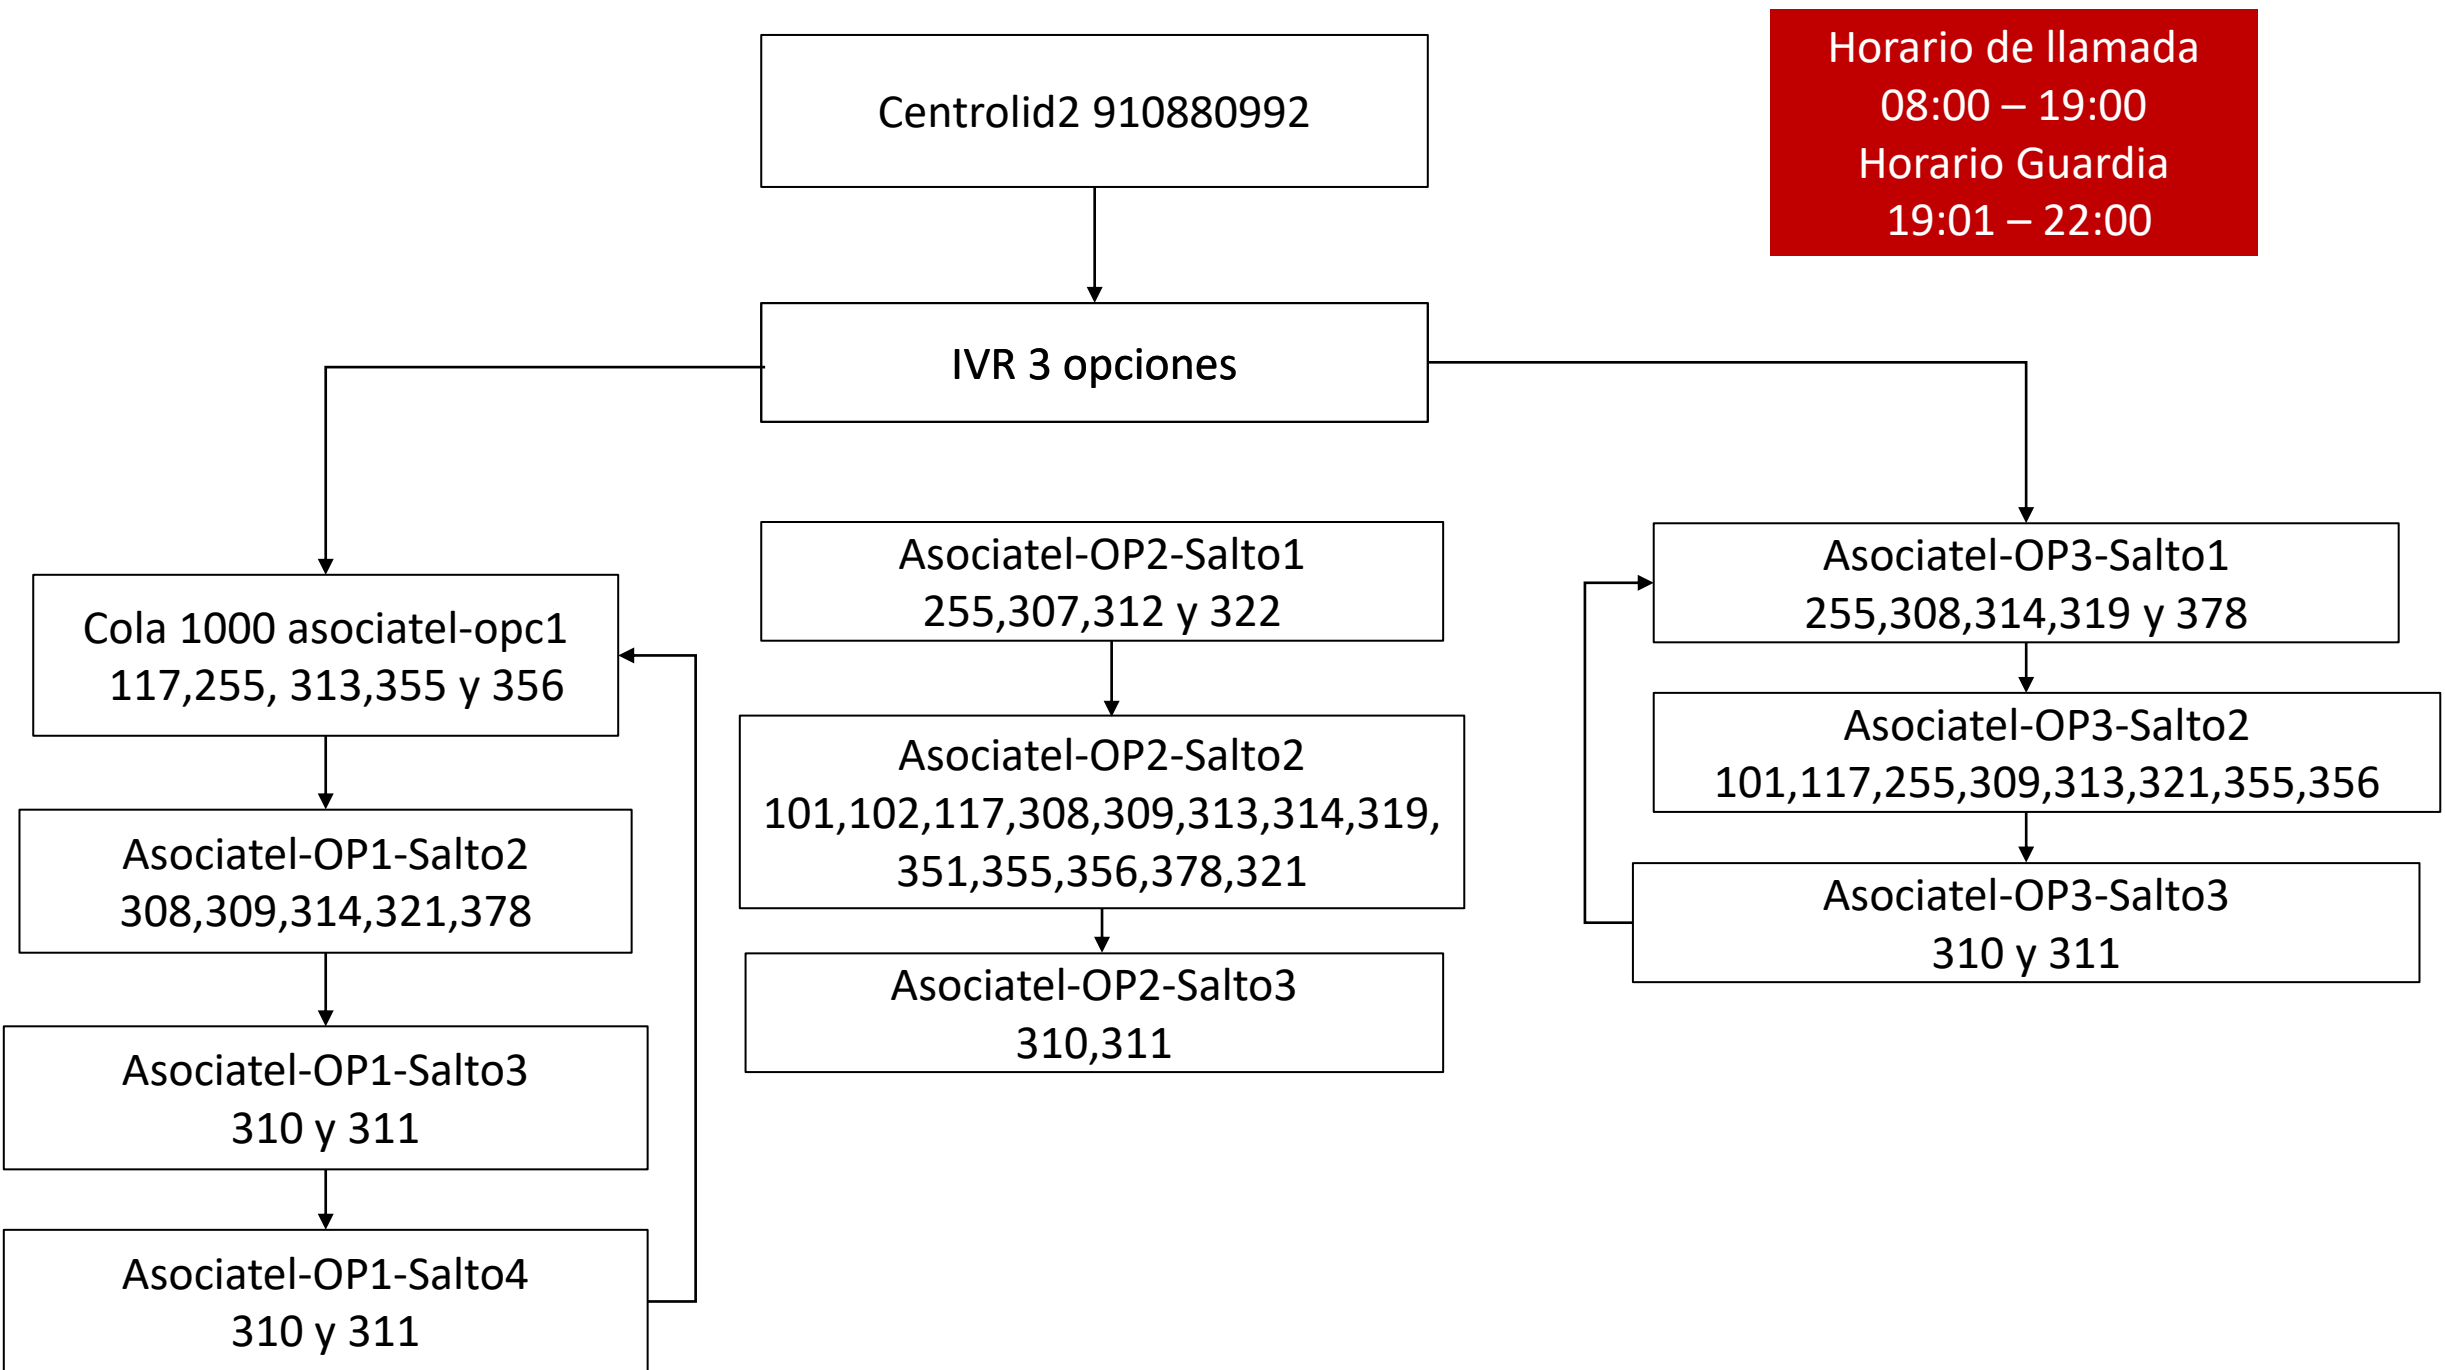 Centrolid2 910880992
Horario de llamada
08:00 – 19:00
Horario Guardia
19:01 – 22:00
IVR 3 opciones
Cola 1000 asociatel-opc1
117,255, 313,355 y 356
Asociatel-OP1-Salto2
308,309,314,321,378
Asociatel-OP1-Salto3
310 y 311
Asociatel-OP1-Salto4
310 y 311
Asociatel-OP2-Salto1
255,307,312 y 322
Asociatel-OP2-Salto2
101,102,117,308,309,313,314,319,
351,355,356,378,321
Asociatel-OP2-Salto3
310,311
Asociatel-OP3-Salto1
255,308,314,319 y 378
Asociatel-OP3-Salto2
101,117,255,309,313,321,355,356
Asociatel-OP3-Salto3
310 y 311